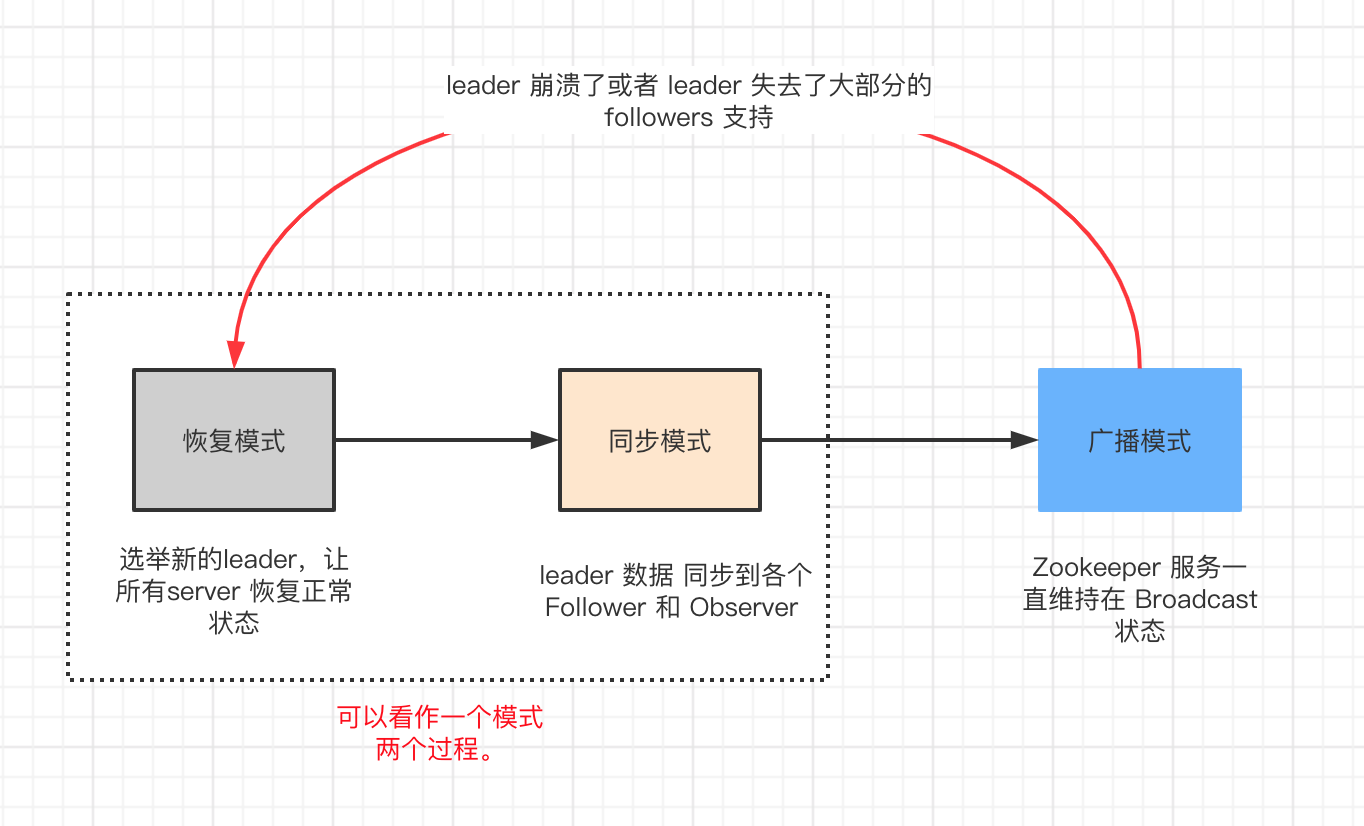 leader 崩溃了或者 leader 失去了大部分的
followers 支持
恢复模式
同步模式
广播模式
选举新的leader，让
所有server 恢复正常
状态
leader 数据 同步到各个
Follower 和 Observer
Zookeeper 服务一
直维持在 Broadcast
状态
可以看作一个模式
两个过程。